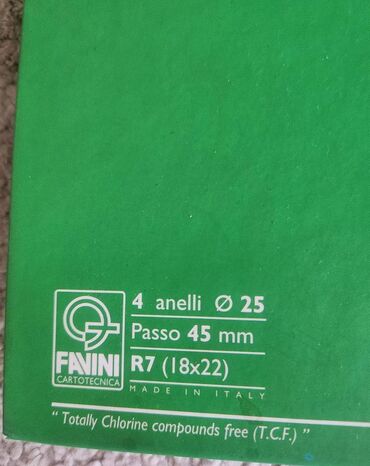 4 anelli Ø 25
Passo 45 mm
R7 (18x22)
MADE IN ITALY
FAVINI
CARTOTECNICA
" Totally Chlorine compounds free (T.C.F.) "